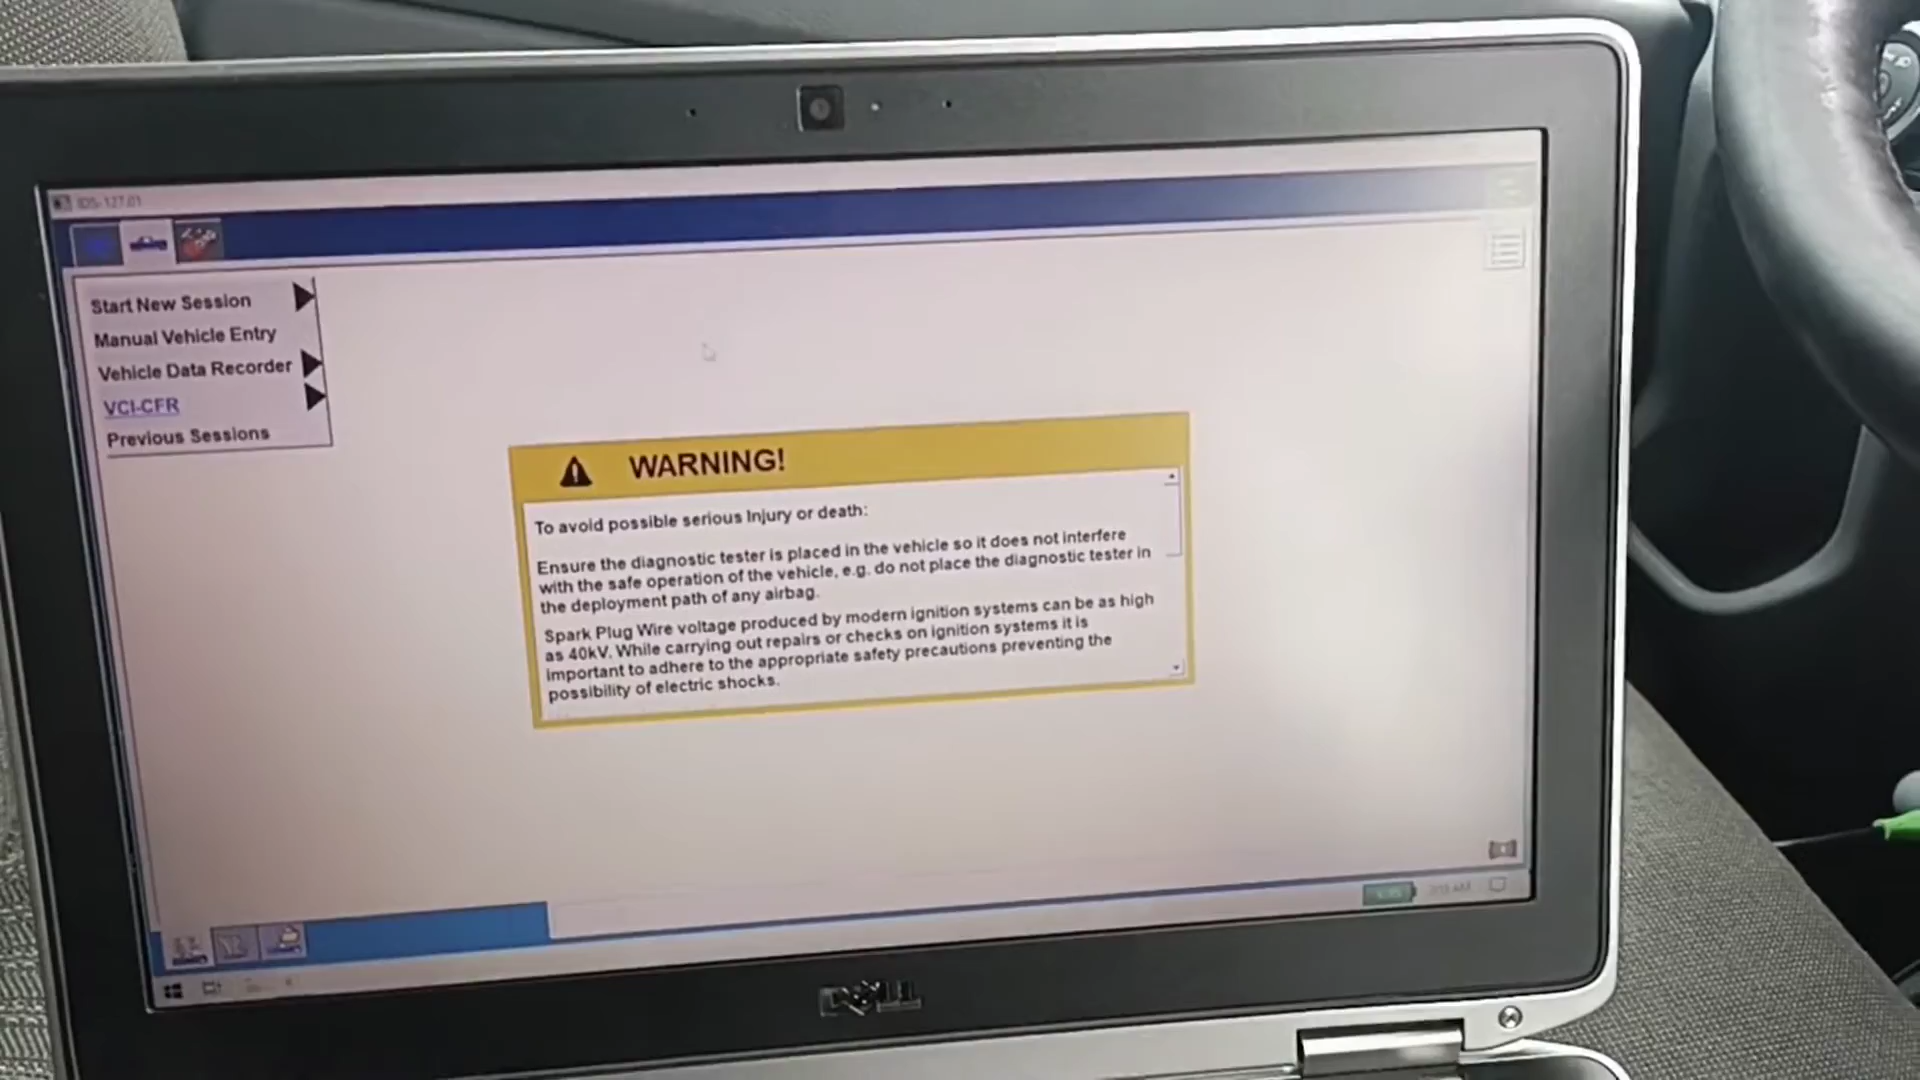 IDS-127.01
Start New Session
Manual Vehicle Entry
Vehicle Data Recorder
VCI-CFR
Previous Sessions
WARNING!
To avoid possible serious Injury or death:
Ensure the diagnostic tester is placed in the vehicle so it does not interfere
with the safe operation of the vehicle, e.g. do not place the diagnostic tester in
the deployment path of any airbag.
Spark Plug Wire voltage produced by modern ignition systems can be as high
as 40kV. While carrying out repairs or checks on ignition systems it is
important to adhere to the appropriate safety precautions preventing the
possibility of electric shocks.
DELL